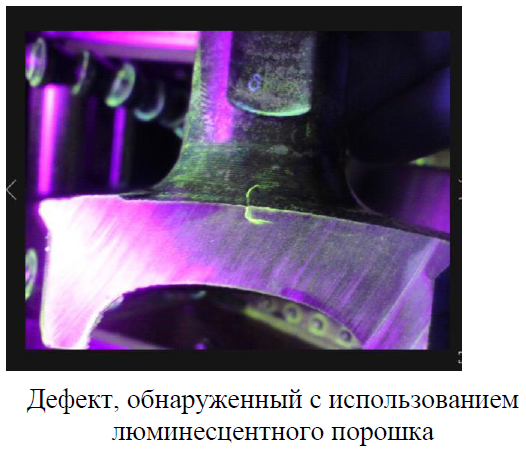 Дефект, обнаруженный с использованием
люминесцентного порошка